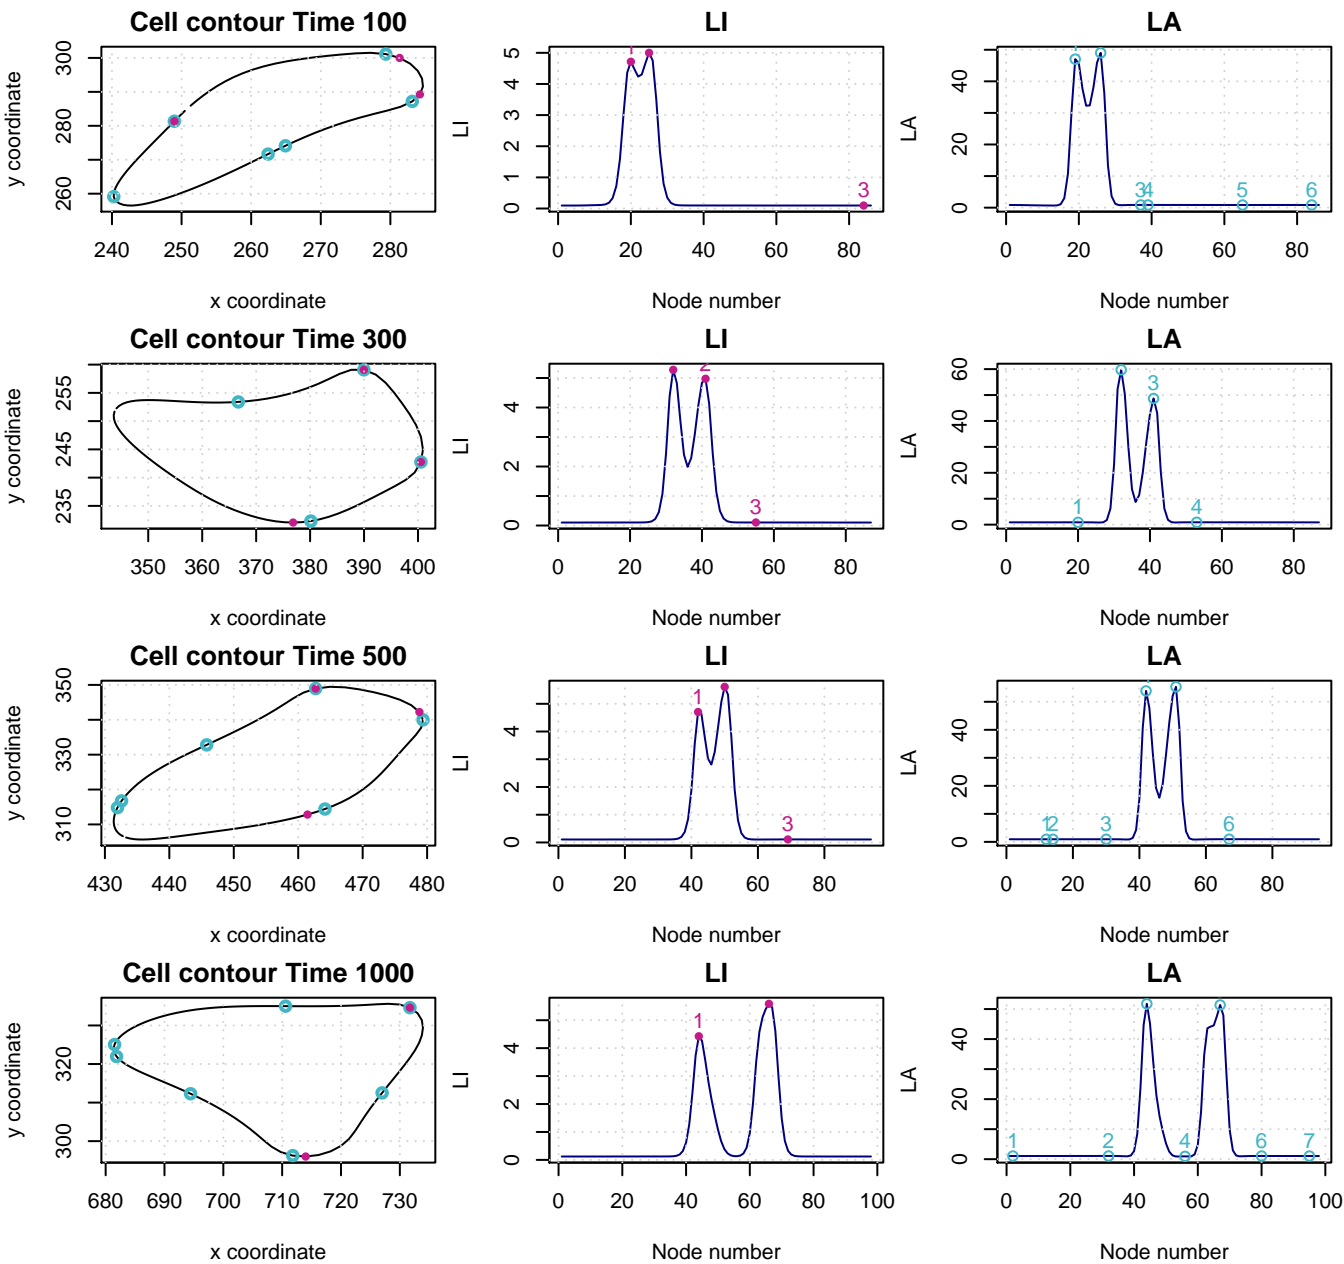 Cell contour Time 100
y coordinate
260 280 300
240 250 260 270 280
x coordinate
LI
LI
0 1 2 3 4 5
1
3
0 20 40 60 80
Node number
LA
LA
0 20 40
1
3 4 5 6
0 20 40 60 80
Node number
Cell contour Time 300
y coordinate
235 245 255
350 360 370 380 390 400
x coordinate
LI
LI
0 2 4
2
3
0 20 40 60 80
Node number
LA
LA
0 20 40 60
3
1 4
0 20 40 60 80
Node number
Cell contour Time 500
y coordinate
310 330 350
430 440 450 460 470 480
x coordinate
LI
LI
0 2 4
1
3
0 20 40 60 80
Node number
LA
LA
0 20 40
1 2 3 6
0 20 40 60 80
Node number
Cell contour Time 1000
y coordinate
300 320
680 690 700 710 720 730
x coordinate
LI
LI
0 2 4
1
0 20 40 60 80 100
Node number
LA
LA
0 20 40
1 2 4 6 7
0 20 40 60 80 100
Node number